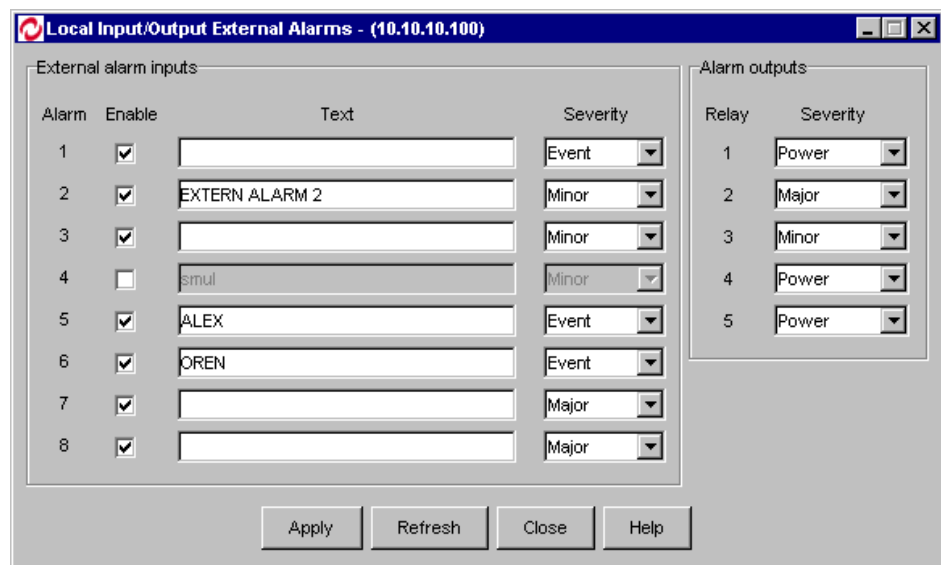 Local Input/Output External Alarms - (10.10.10.100)
External alarm inputs
Alarm Enable Text Severity
1 Event
2 EXTERN ALARM 2 Minor
3 Minor
4 smul Minor
5 ALEX Event
6 OREN Event
7 Major
8 Major
Alarm outputs
Relay Severity
1 Power
2 Major
3 Minor
4 Power
5 Power
Apply Refresh Close Help